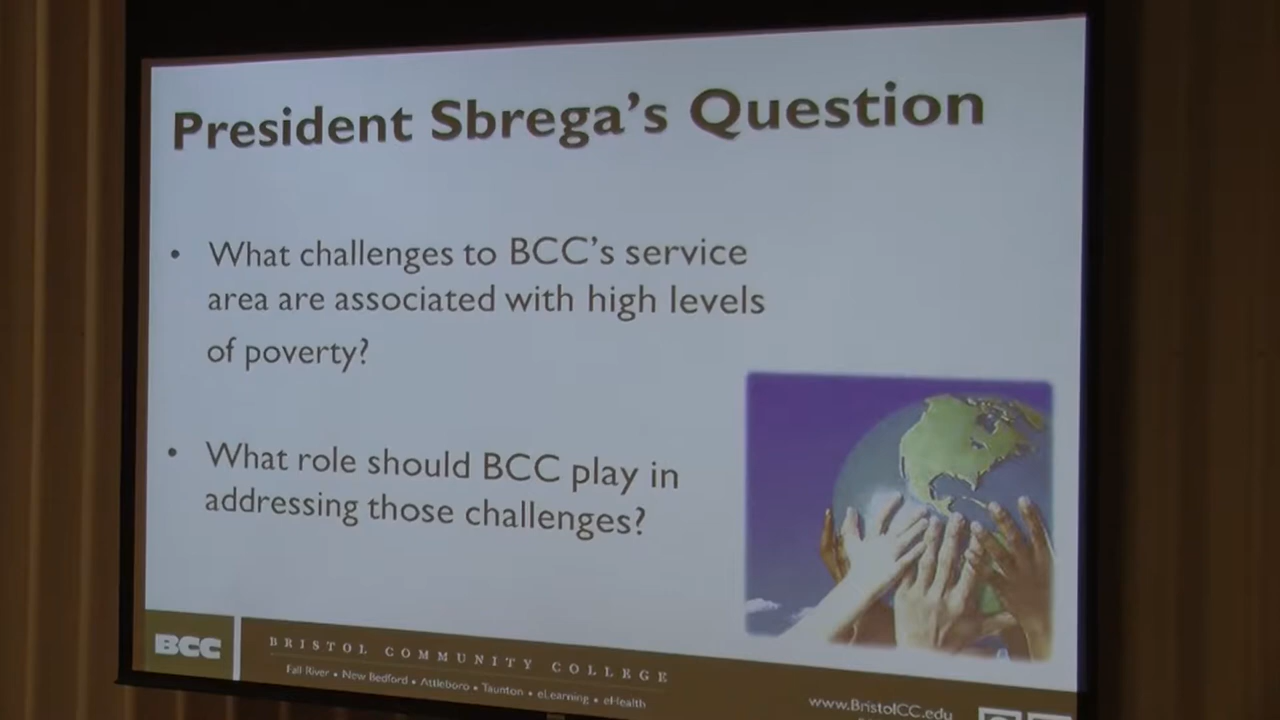 President Sbrega's Question
• What challenges to BCC's service
area are associated with high levels
of poverty?
• What role should BCC play in
addressing those challenges?
BCC
BRISTOL COMMUNITY COLLEGE
Fall River • New Bedford • Attleboro • Taunton • eLearning • eHealth
www.BristolCC.edu